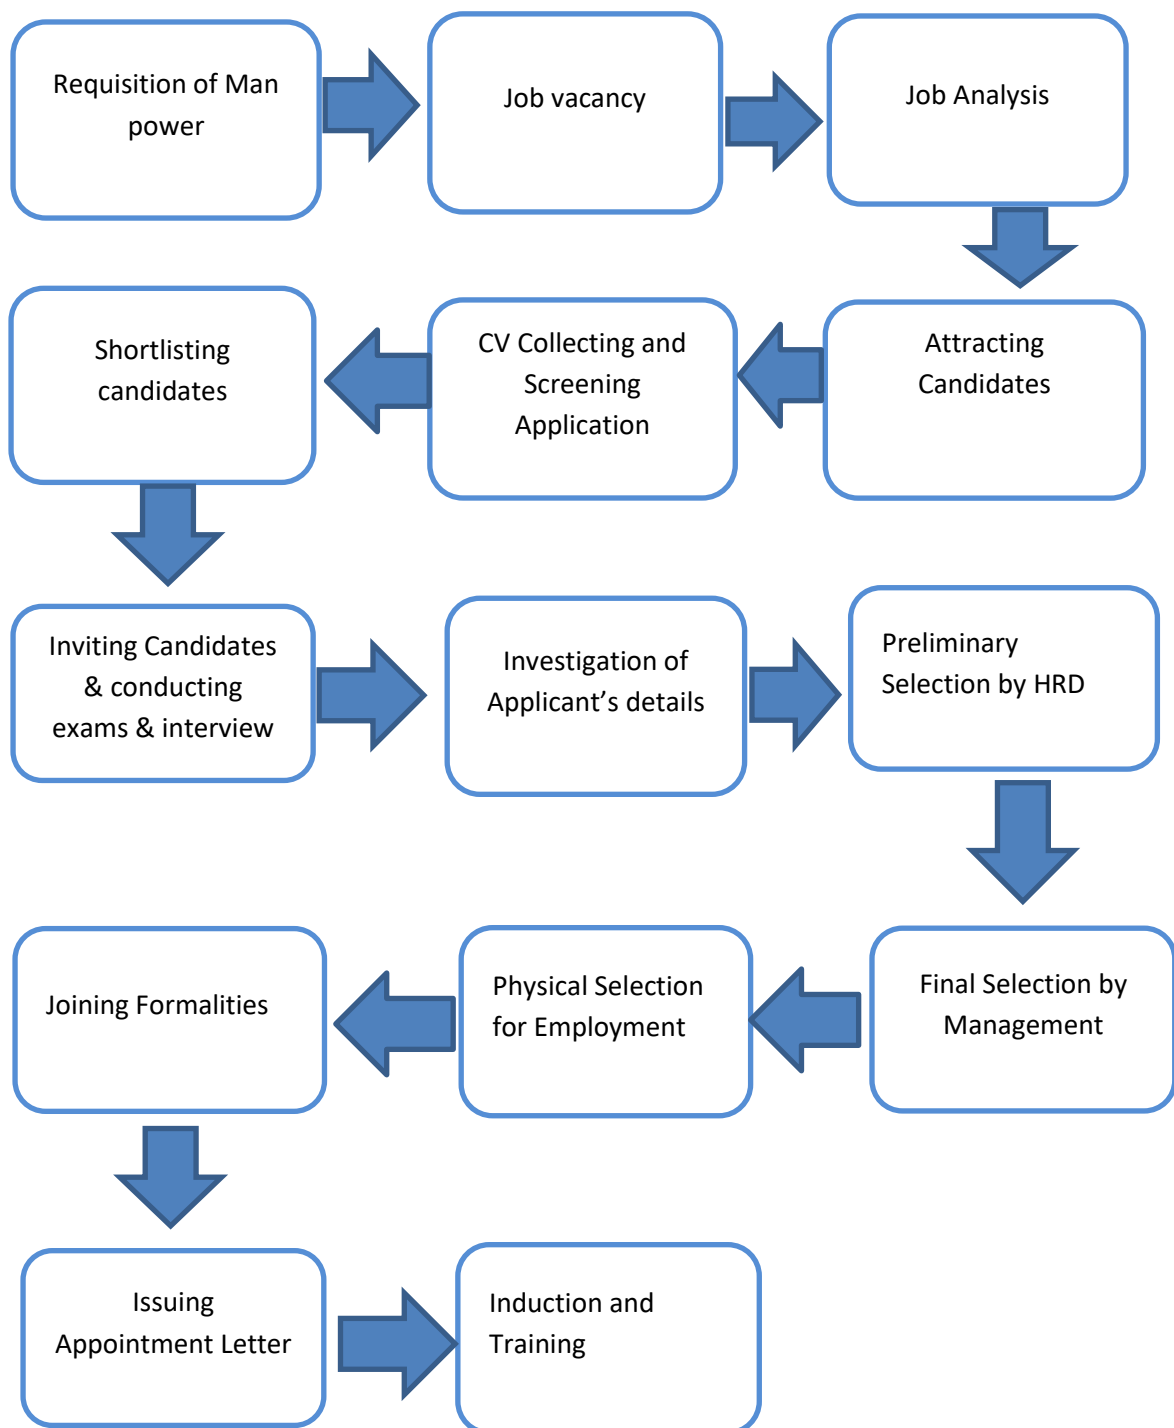 Requisition of Man
power
Job vacancy
Job Analysis
Attracting
Candidates
CV Collecting and
Screening
Application
Shortlisting
candidates
Inviting Candidates
& conducting
exams & interview
Investigation of
Applicant’s details
Preliminary
Selection by HRD
Final Selection by
Management
Physical Selection
for Employment
Joining Formalities
Issuing
Appointment Letter
Induction and
Training